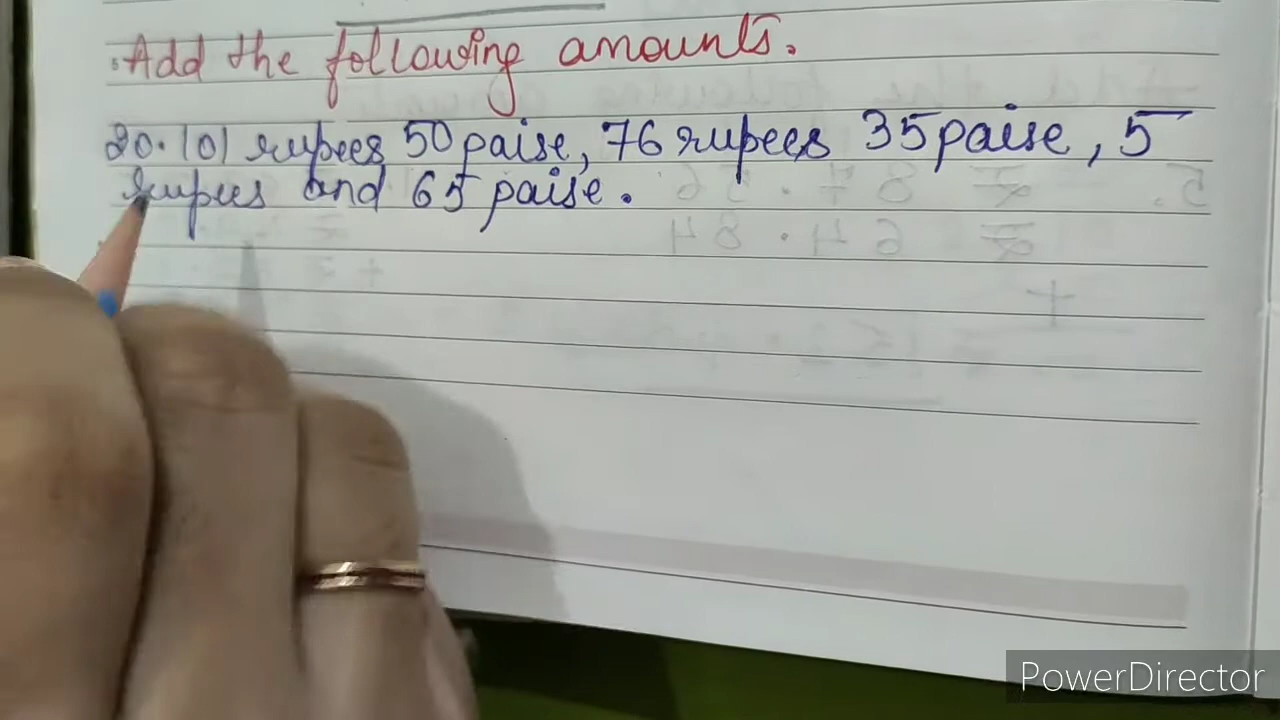 Add the following amounts.
20. 101 rupees 50 paise, 76 rupees 35 paise, 5
rupees and 65 paise.
PowerDirector